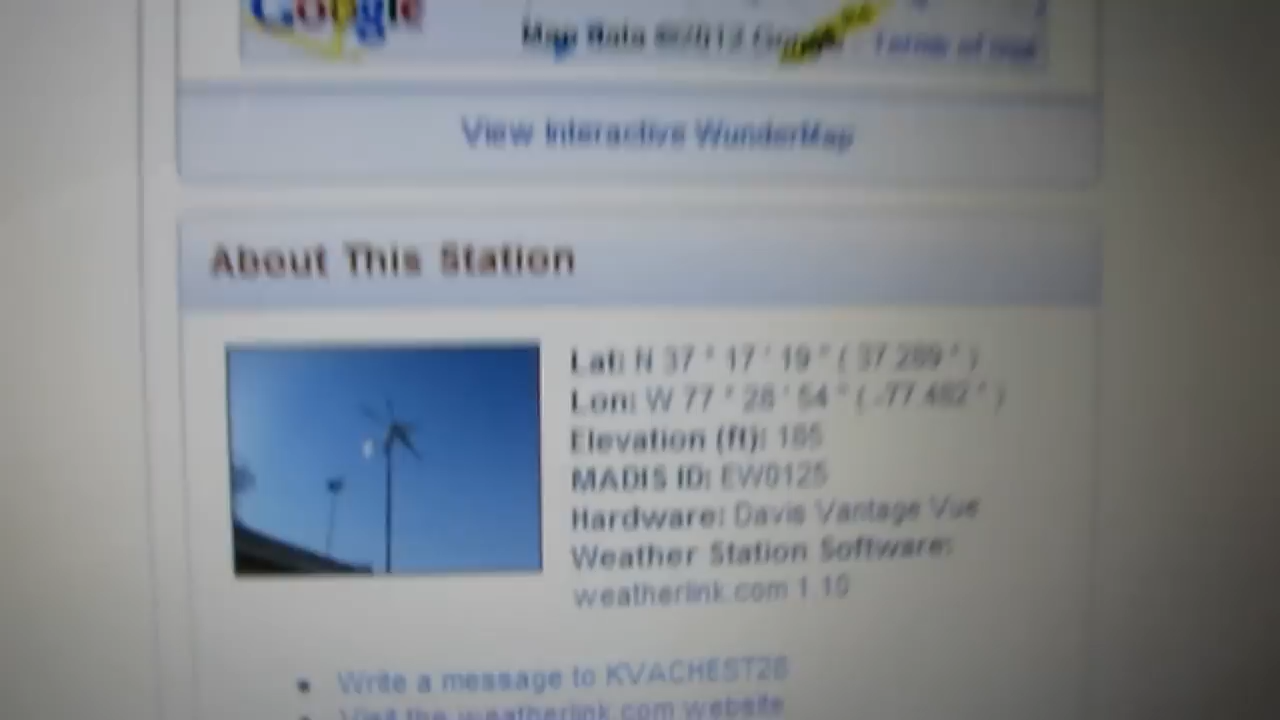 Google
Map Data ©2013 Google - Terms of Use
View Interactive WunderMap
About This Station
Lat: N 37 ° 17 ' 19 " ( 37.289 ° )
Lon: W 77 ° 28 ' 54 " ( -77.482 ° )
Elevation (ft): 185
MADIS ID: EW0125
Hardware: Davis Vantage Vue
Weather Station Software:
weatherlink.com 1.10
• Write a message to KVACHEST28
• Visit the weatherlink.com website